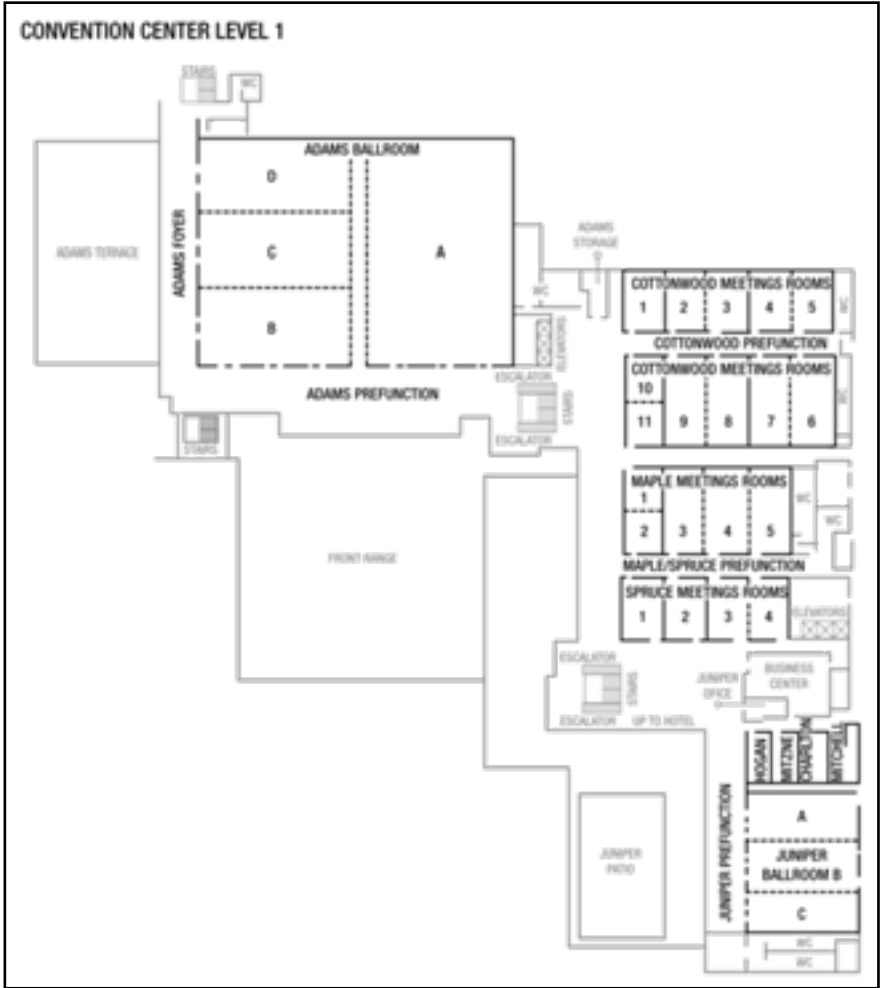 CONVENTION CENTER LEVEL 1
STAIRS
WC
ADAMS BALLROOM
D
ADAMS TERRACE
ADAMS FOYER
C
A
B
ADAMS STORAGE
WC
ELEVATORS
COTTONWOOD MEETINGS ROOMS
1 2 3 4 5
WC
COTTONWOOD PREFUNCTION
COTTONWOOD MEETINGS ROOMS
10
11 9 8 7 6
WC
ESCALATOR
STAIRS
ESCALATOR
ADAMS PREFUNCTION
STAIRS
FRONT RANGE
MAPLE MEETINGS ROOMS
1
2 3 4 5
WC
WC
MAPLE/SPRUCE PREFUNCTION
SPRUCE MEETINGS ROOMS
1 2 3 4
ELEVATORS
ESCALATOR
STAIRS
ESCALATOR
UP TO HOTEL
JUNIPER
OFICE
BUSINESS
CENTER
HOGAN
MITZNE
CHARLTON
MITCHELL
JUNIPER PREFUNCTION
A
JUNIPER
BALLROOM B
C
JUNIPER
PATIO
WC
WC